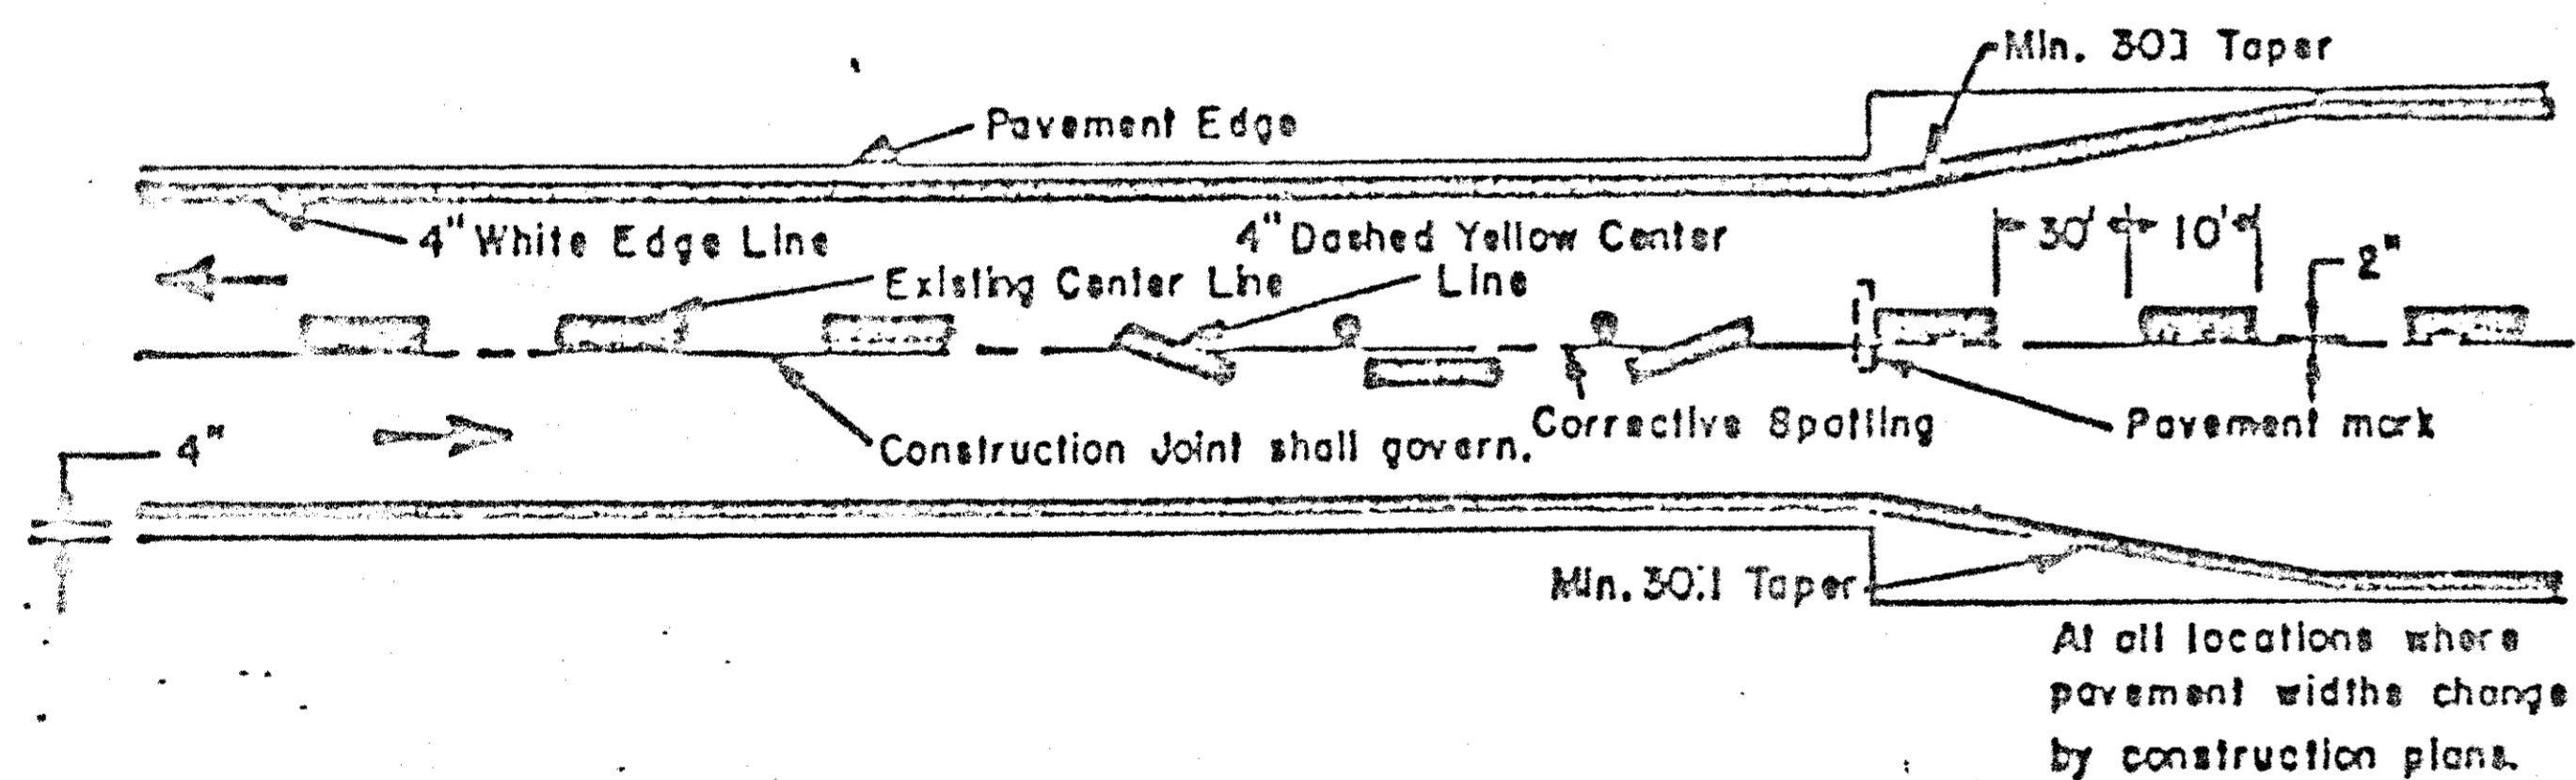 Min. 30:1 Taper
Pavement Edge
4" White Edge Line
4" Dashed Yellow Center
Line
30' 10'
2"
Existing Center Line
4"
Construction Joint shall govern.
Corrective Spotting
Pavement mark
Min. 30:1 Taper
At all locations where
pavement widths change
by construction plans.